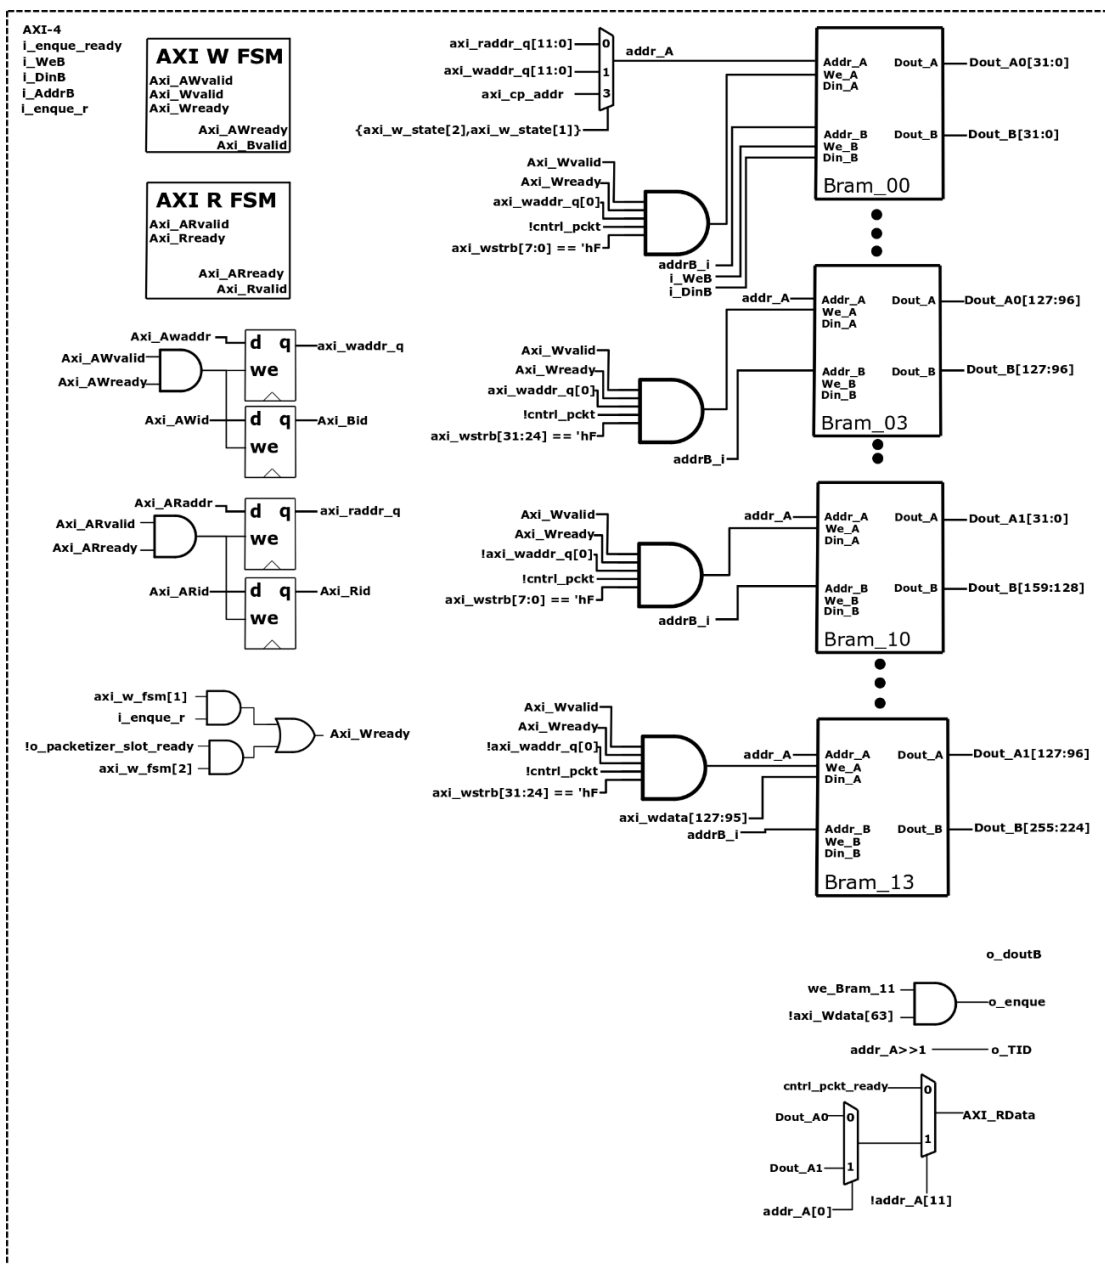 AXI-4
i_enque_ready
i_WeB
i_DinB
i_AddrB
i_enque_r
AXI W FSM
Axi_AWvalid
Axi_Wvalid
Axi_Wready
Axi_AWready
Axi_Bvalid
AXI R FSM
Axi_ARvalid
Axi_Rready
Axi_ARready
Axi_Rvalid
Axi_Awaddr
Axi_AWvalid
Axi_AWready
d q
we
axi_waddr_q
Axi_AWid
d q
we
Axi_Bid
Axi_ARaddr
Axi_ARvalid
Axi_ARready
d q
we
axi_raddr_q
Axi_ARid
d q
we
Axi_Rid
axi_w_fsm[1]
i_enque_r
!o_packetizer_slot_ready
axi_w_fsm[2]
Axi_Wready
axi_raddr_q[11:0]
axi_waddr_q[11:0]
axi_cp_addr
0
1
3
{axi_w_state[2],axi_w_state[1]}
addr_A
Axi_Wvalid
Axi_Wready
axi_waddr_q[0]
!cntrl_pckt
axi_wstrb[7:0] == 'hF
addrB_i
i_WeB
i_DinB
Addr_A
We_A
Din_A
Addr_B
We_B
Din_B
Dout_A
Dout_B
Bram_00
Dout_A0[31:0]
Dout_B[31:0]
addr_A
Axi_Wvalid
Axi_Wready
axi_waddr_q[0]
!cntrl_pckt
axi_wstrb[31:24] == 'hF
addrB_i
Addr_A
We_A
Din_A
Addr_B
We_B
Din_B
Dout_A
Dout_B
Bram_03
Dout_A0[127:96]
Dout_B[127:96]
addr_A
Axi_Wvalid
Axi_Wready
!axi_waddr_q[0]
!cntrl_pckt
axi_wstrb[7:0] == 'hF
addrB_i
Addr_A
We_A
Din_A
Addr_B
We_B
Din_B
Dout_A
Dout_B
Bram_10
Dout_A1[31:0]
Dout_B[159:128]
Axi_Wvalid
Axi_Wready
!axi_waddr_q[0]
!cntrl_pckt
axi_wstrb[31:24] == 'hF
addr_A
axi_wdata[127:95]
addrB_i
Addr_A
We_A
Din_A
Addr_B
We_B
Din_B
Dout_A
Dout_B
Bram_13
Dout_A1[127:96]
Dout_B[255:224]
o_doutB
we_Bram_11
!axi_Wdata[63]
o_enque
addr_A>>1
o_TID
cntrl_pckt_ready
Dout_A0
Dout_A1
0
1
0
1
addr_A[0]
!addr_A[11]
AXI_RData